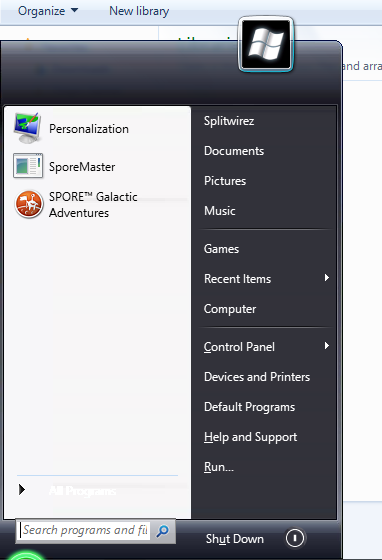 Organize New library
and arra
Personalization
SporeMaster
SPORE™ Galactic
Adventures
All Programs
Search programs and fi
Splitwirez
Documents
Pictures
Music
Games
Recent Items
Computer
Control Panel
Devices and Printers
Default Programs
Help and Support
Run...
Shut Down